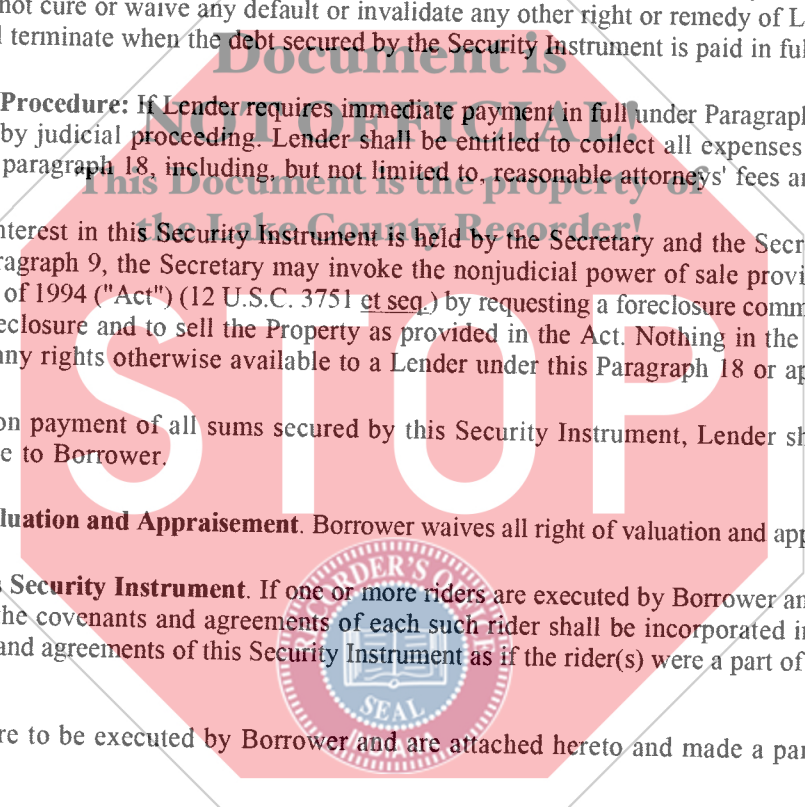 not cure or waive any default or invalidate any other right or remedy of L
terminate when the debt secured by the Security Instrument is paid in ful
Document is
Procedure: If Lender requires immediate payment in full under Paragraph
NOT OFFICIAL!
by judicial proceeding. Lender shall be entitled to collect all expenses
paragraph 18, including, but not limited to, reasonable attorneys' fees a
This Document is the property of
the Lake County Recorder!
nterest in this Security Instrument is held by the Secretary and the Secr
ragraph 9, the Secretary may invoke the nonjudicial power of sale provi
of 1994 ("Act") (12 U.S.C. 3751 et seq.) by requesting a foreclosure comm
eclosure and to sell the Property as provided in the Act. Nothing in the
any rights otherwise available to a Lender under this Paragraph 18 or ap
STOP
on payment of all sums secured by this Security Instrument, Lender sh
e to Borrower.
luation and Appraisement. Borrower waives all right of valuation and app
s Security Instrument. If one or more riders are executed by Borrower an
he covenants and agreements of each such rider shall be incorporated i
and agreements of this Security Instrument as if the rider(s) were a part of
RECORDER'S OFFICE
SEAL
INDIANA
re to be executed by Borrower and are attached hereto and made a par